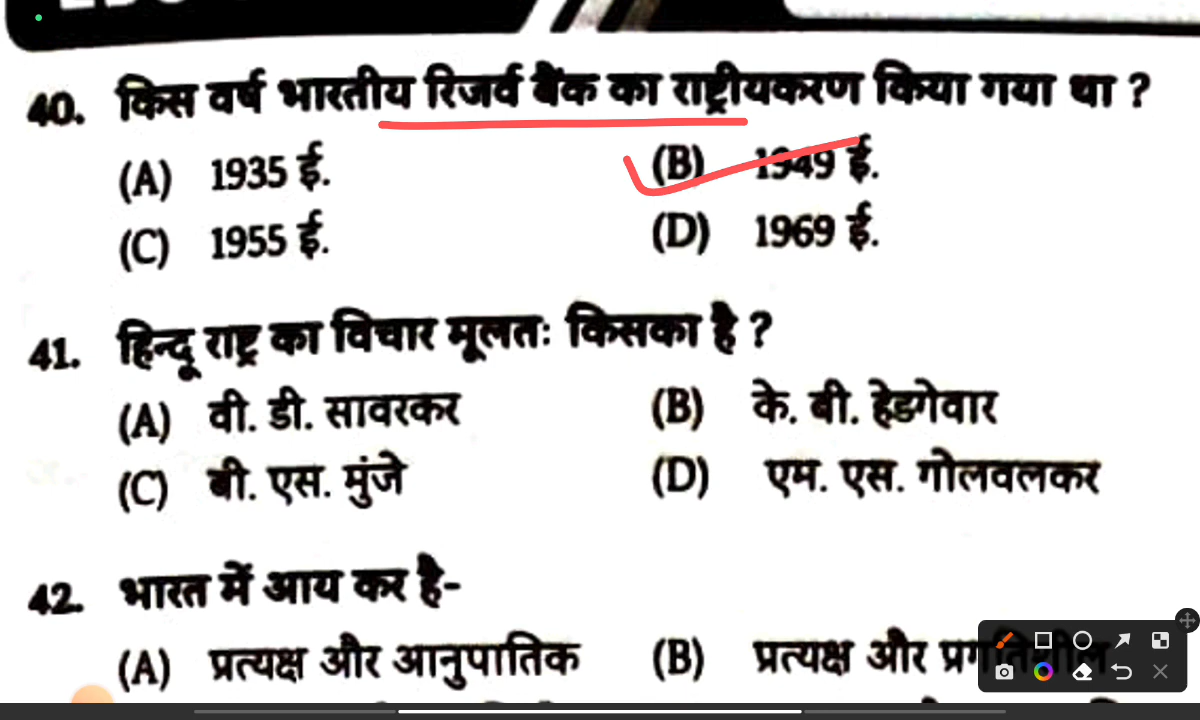 40. किस वर्ष भारतीय रिजर्व बैंक का राष्ट्रीयकरण किया गया था ?
(A) 1935 ई. (B) 1949 ई.
(C) 1955 ई. (D) 1969 ई.
41. हिन्दू राष्ट्र का विचार मूलतः किसका है ?
(A) वी. डी. सावरकर (B) के. बी. हेडगेवार
(C) बी. एस. मुंजे (D) एम. एस. गोलवलकर
42. भारत में आय कर है-
(A) प्रत्यक्ष और आनुपातिक (B) प्रत्यक्ष और प्रगतिशील